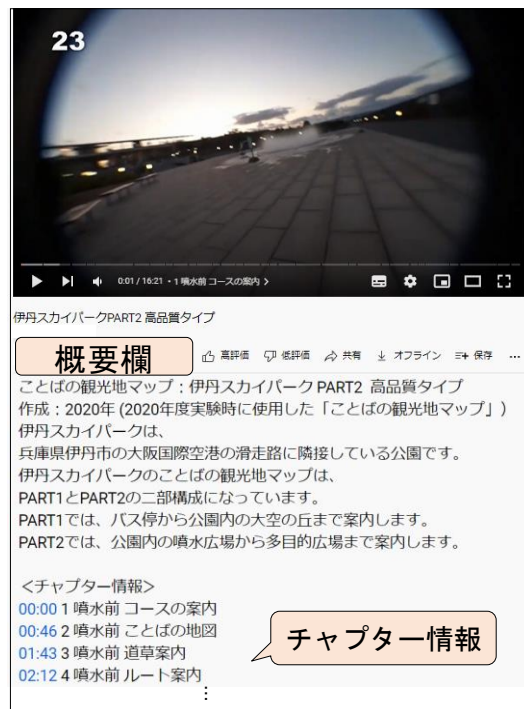 23
0:01 / 16:21 ・1 噴水前 コースの案内 >
伊丹スカイパークPART2 高品質タイプ
概要欄
高評価 低評価 共有 オフライン 保存 …
ことばの観光地マップ：伊丹スカイパーク PART2 高品質タイプ
作成：2020年 (2020年度実験時に使用した「ことばの観光地マップ」)
伊丹スカイパークは、
兵庫県伊丹市の大阪国際空港の滑走路に隣接している公園です。
伊丹スカイパークのことばの観光地マップは、
PART1とPART2の二部構成になっています。
PART1では、バス停から公園内の大空の丘まで案内します。
PART2では、公園内の噴水広場から多目的広場まで案内します。
＜チャプター情報＞
00:00 1 噴水前 コースの案内
00:46 2 噴水前 ことばの地図
01:43 3 噴水前 道草案内
02:12 4 噴水前 ルート案内
チャプター情報
⋮